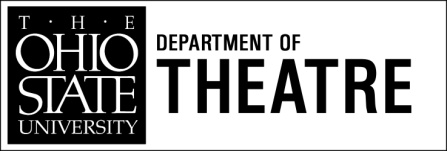 T·H·E
OHIO
STATE
UNIVERSITY
DEPARTMENT OF
THEATRE